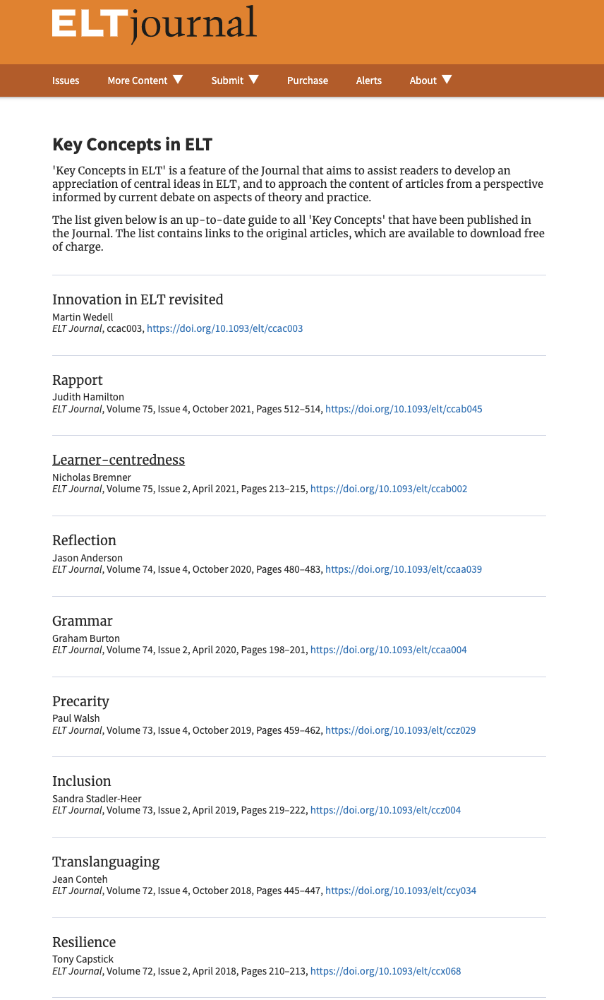 ELTjournal
Issues More Content Submit Purchase Alerts About
Key Concepts in ELT
'Key Concepts in ELT' is a feature of the Journal that aims to assist readers to develop an
appreciation of central ideas in ELT, and to approach the content of articles from a perspective
informed by current debate on aspects of theory and practice.
The list given below is an up-to-date guide to all 'Key Concepts' that have been published in
the Journal. The list contains links to the original articles, which are available to download free
of charge.
Innovation in ELT revisited
Martin Wedell
ELT Journal, ccac003, https://doi.org/10.1093/elt/ccac003
Rapport
Judith Hamilton
ELT Journal, Volume 75, Issue 4, October 2021, Pages 512–514, https://doi.org/10.1093/elt/ccab045
Learner-centredness
Nicholas Bremner
ELT Journal, Volume 75, Issue 2, April 2021, Pages 213–215, https://doi.org/10.1093/elt/ccab002
Reflection
Jason Anderson
ELT Journal, Volume 74, Issue 4, October 2020, Pages 480–483, https://doi.org/10.1093/elt/ccaa039
Grammar
Graham Burton
ELT Journal, Volume 74, Issue 2, April 2020, Pages 198–201, https://doi.org/10.1093/elt/ccaa004
Precarity
Paul Walsh
ELT Journal, Volume 73, Issue 4, October 2019, Pages 459–462, https://doi.org/10.1093/elt/ccz029
Inclusion
Sandra Stadler-Heer
ELT Journal, Volume 73, Issue 2, April 2019, Pages 219–222, https://doi.org/10.1093/elt/ccz004
Translanguaging
Jean Conteh
ELT Journal, Volume 72, Issue 4, October 2018, Pages 445–447, https://doi.org/10.1093/elt/ccy034
Resilience
Tony Capstick
ELT Journal, Volume 72, Issue 2, April 2018, Pages 210–213, https://doi.org/10.1093/elt/ccx068